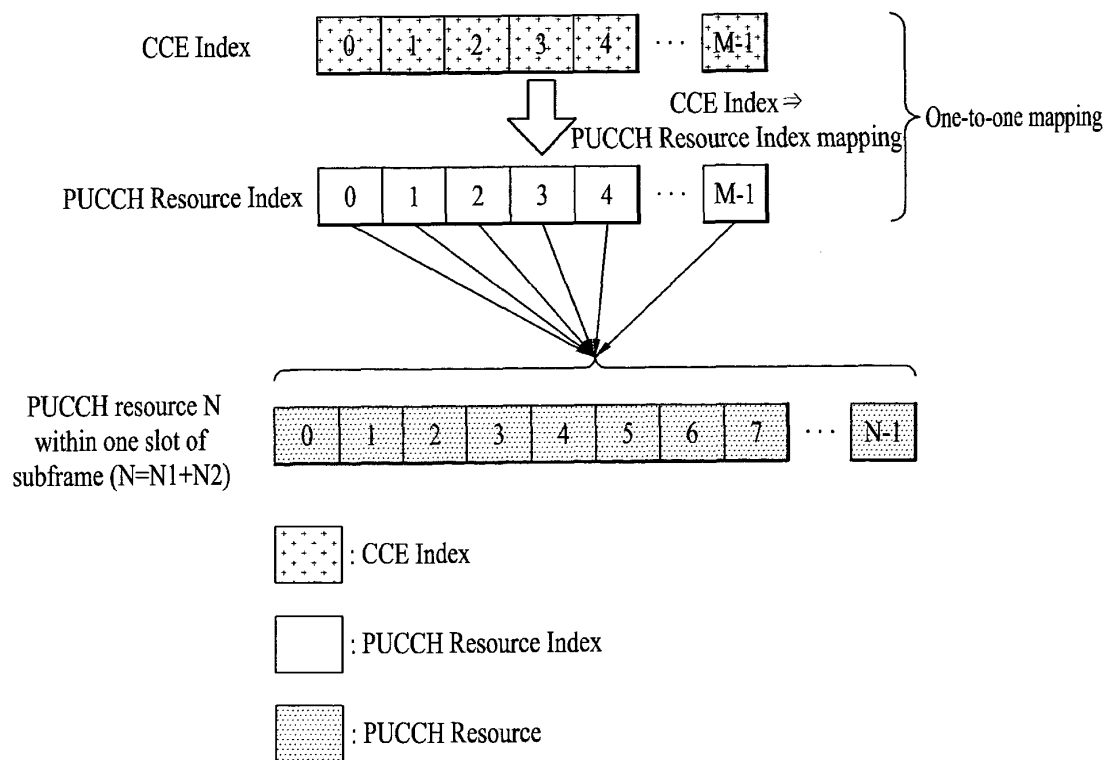 CCE Index
0 1 2 3 4 ··· M-1
CCE Index ⇒
PUCCH Resource Index mapping
One-to-one mapping
PUCCH Resource Index
0 1 2 3 4 ··· M-1
PUCCH resource N
within one slot of
subframe (N=N1+N2)
0 1 2 3 4 5 6 7 ··· N-1
: CCE Index
: PUCCH Resource Index
: PUCCH Resource